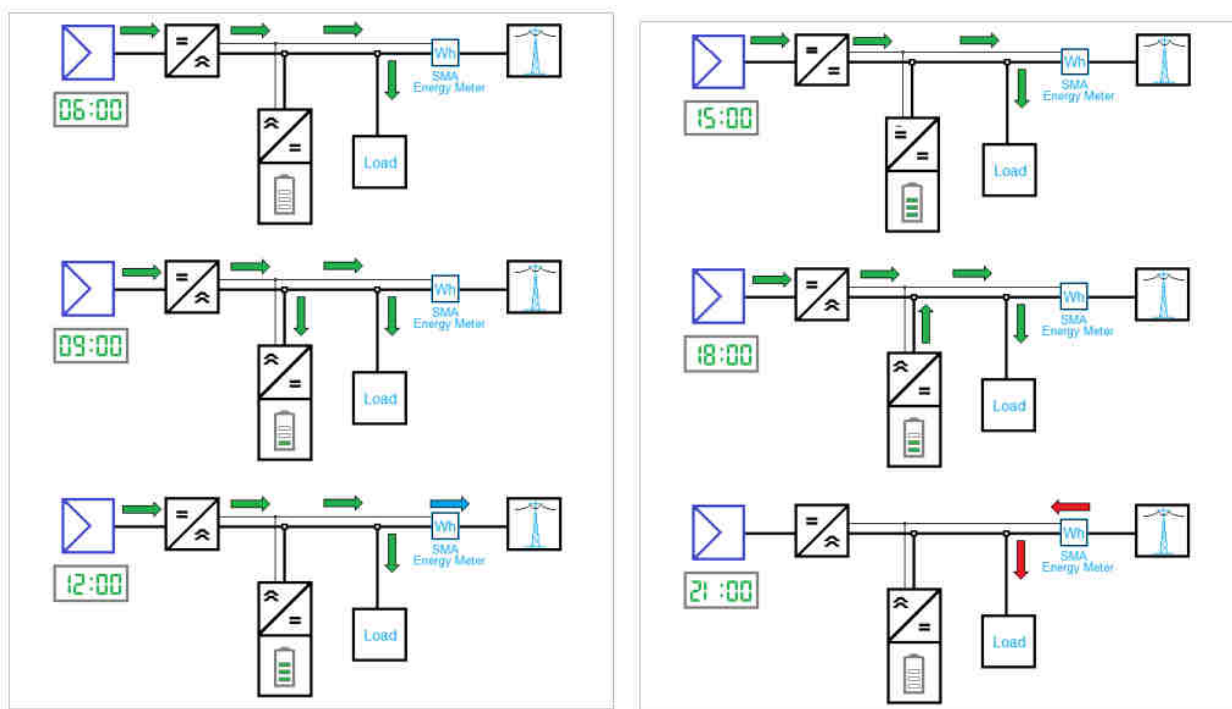 Wh
SMA
Energy Meter
06:00
Load
Wh
SMA
Energy Meter
09:00
Load
Wh
SMA
Energy Meter
12:00
Load
Wh
SMA
Energy Meter
15:00
Load
Wh
SMA
Energy Meter
18:00
Load
Wh
SMA
Energy Meter
21:00
Load